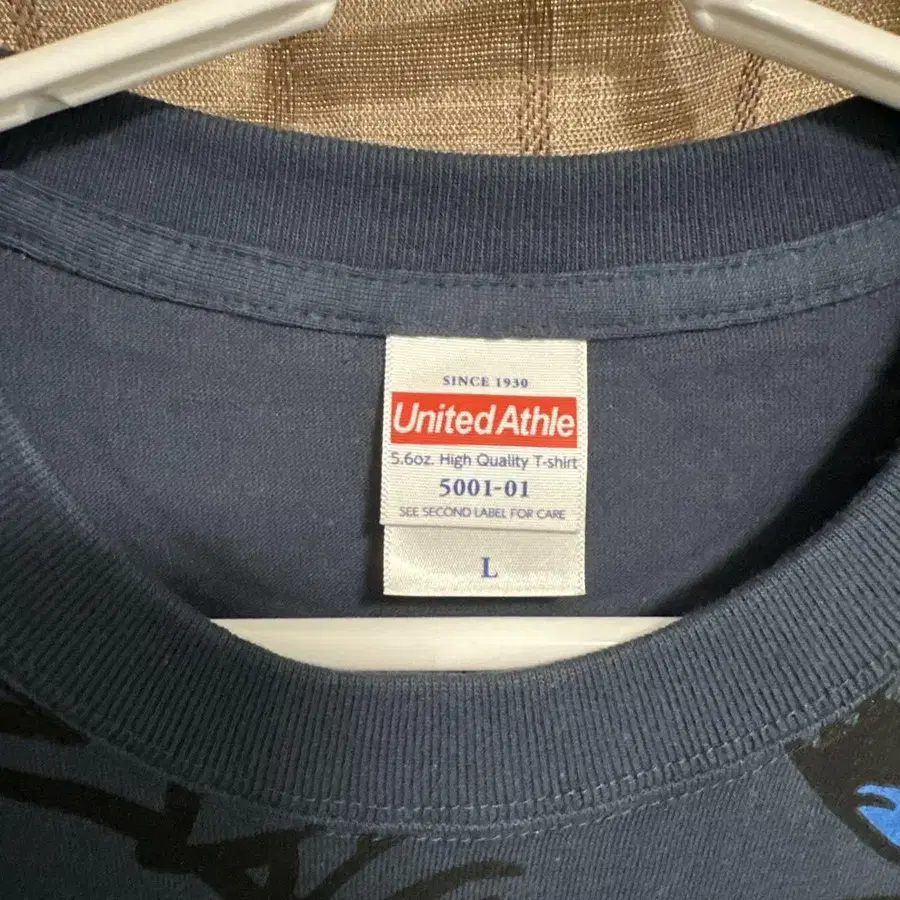 SINCE 1930
United Athle
5.6oz. High Quality T-shirt
5001-01
SEE SECOND LABEL FOR CARE
L